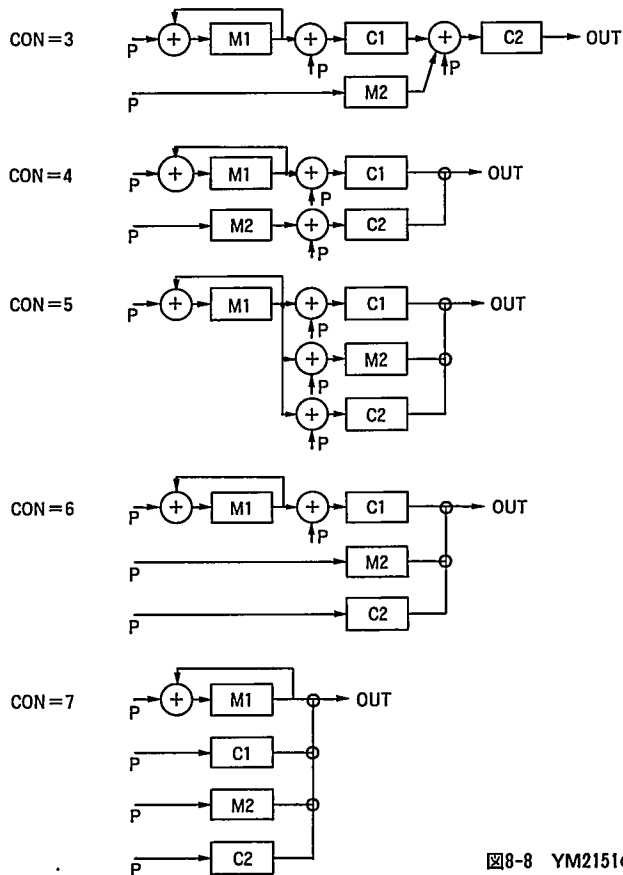 CON=3
P M1 P C1 P C2 OUT
P M2
CON=4
P M1 P C1 OUT
P M2 P C2
CON=5
P M1 P C1 OUT
P M2
P C2
CON=6
P M1 P C1 OUT
P M2
P C2
CON=7
P M1 OUT
P C1
P M2
P C2
図8-8 YM2151